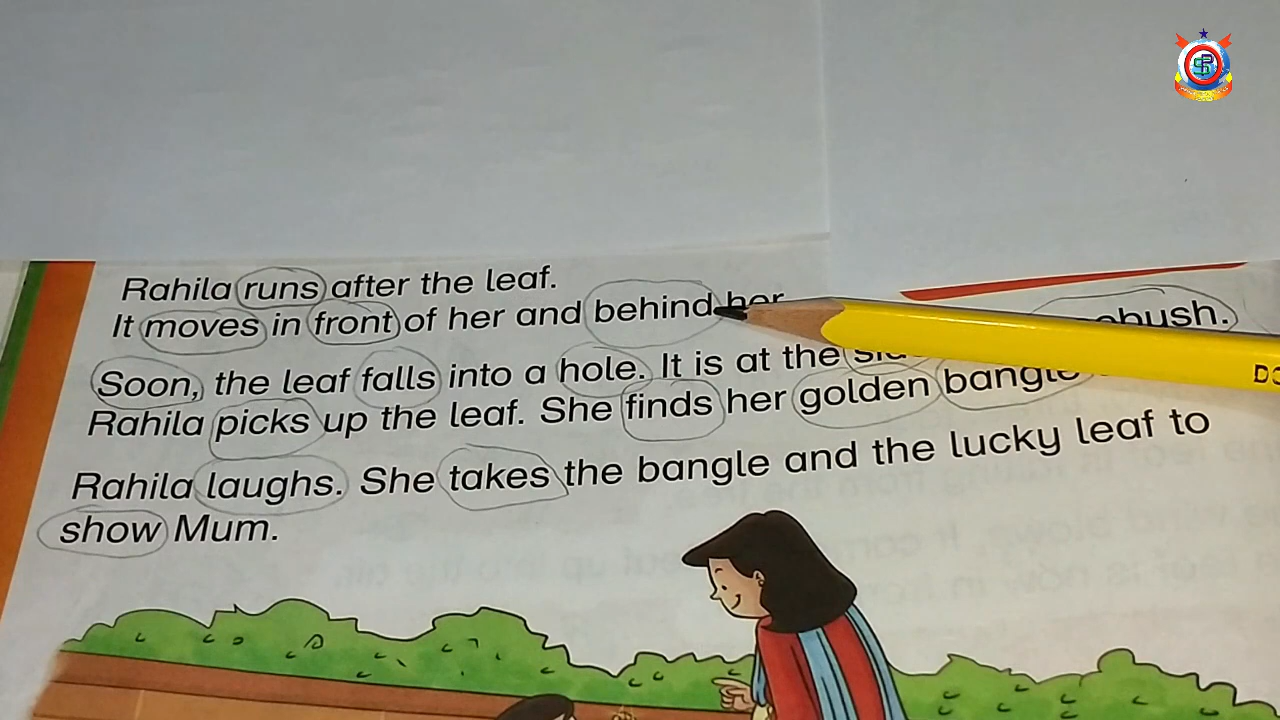 Rahila runs after the leaf.
It moves in front of her and behind her
Soon, the leaf falls into a hole. It is at the
Rahila picks up the leaf. She finds her golden bangle
Rahila laughs. She takes the bangle and the lucky leaf to
show Mum.